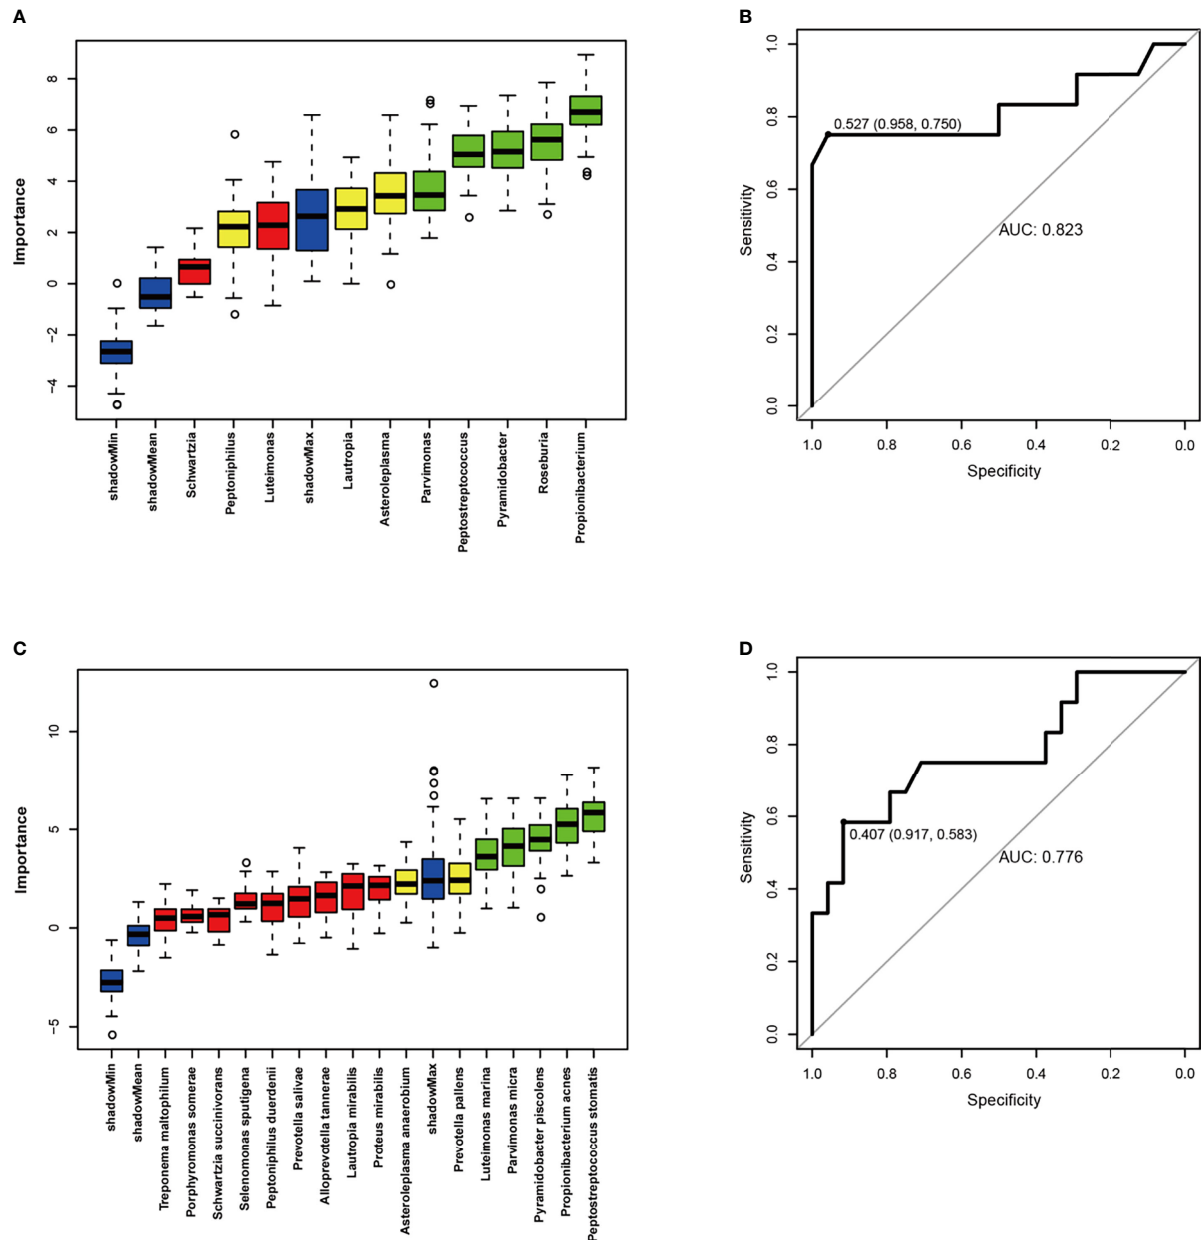 A
Importance
8
6
4
2
0
−2
−4
shadowMin
shadowMean
Schwartzia
Peptoniphilus
Luteimonas
shadowMax
Lautropia
Asteroleplasma
Parvimonas
Peptostreptococcus
Pyramidobacter
Roseburia
Propionibacterium
B
Sensitivity
1.0
0.8
0.6
0.4
0.2
0.0
0.527 (0.958, 0.750)
AUC: 0.823
1.0 0.8 0.6 0.4 0.2 0.0
Specificity
C
Importance
10
5
0
−5
shadowMin
shadowMean
Treponema maltophilum
Porphyromonas somerae
Schwartzia succinivorans
Selenomonas sputigena
Peptoniphilus duerdenii
Prevotella salivae
Alloprevotella tannerae
Lautropia mirabilis
Proteus mirabilis
Asteroleplasma anaerobium
shadowMax
Prevotella pallens
Luteimonas marina
Parvimonas micra
Pyramidobacter piscolens
Propionibacterium acnes
Peptostreptococcus stomatis
D
Sensitivity
1.0
0.8
0.6
0.4
0.2
0.0
0.407 (0.917, 0.583)
AUC: 0.776
1.0 0.8 0.6 0.4 0.2 0.0
Specificity